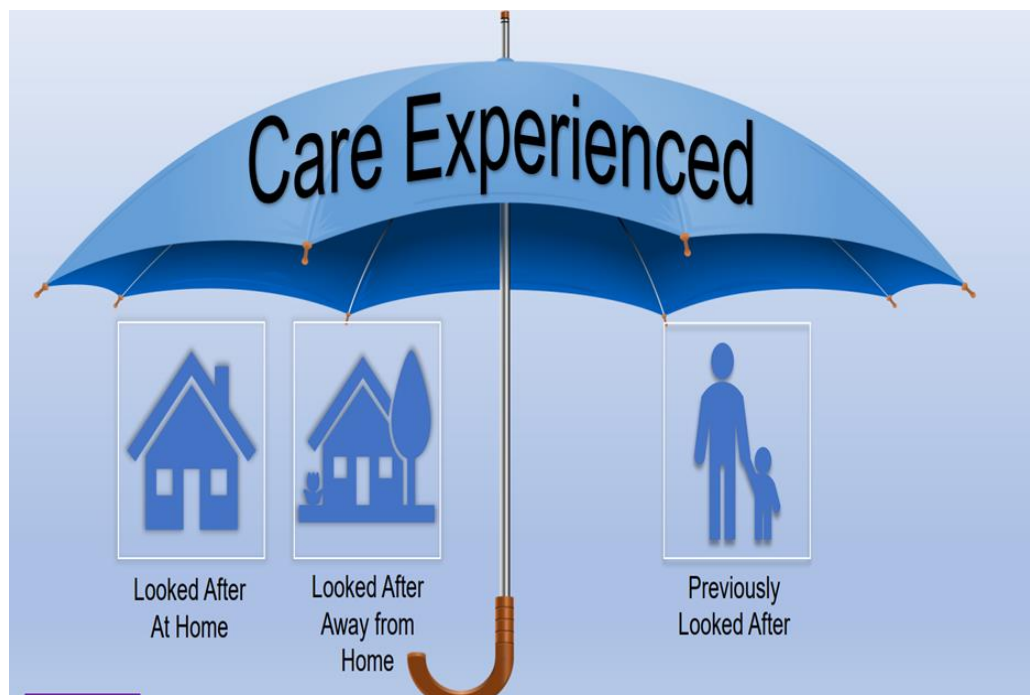 Care Experienced
Looked After
At Home
Looked After
Away from
Home
Previously
Looked After